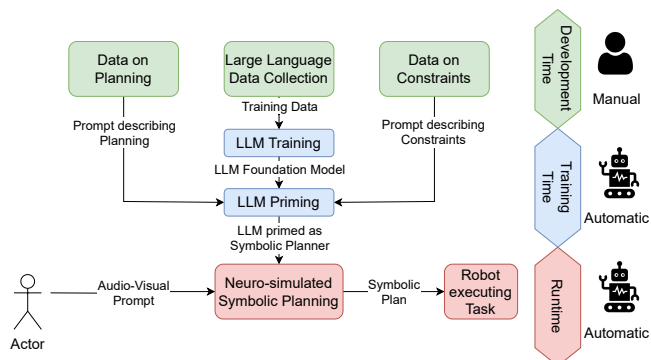 Data on
Planning
Large Language
Data Collection
Data on
Constraints
Development
Time
Manual
Training Data
Prompt describing
Planning
Prompt describing
Constraints
LLM Training
LLM Foundation Model
Training
Time
LLM Priming
Automatic
LLM primed as
Symbolic Planner
Audio-Visual
Prompt
Neuro-simulated
Symbolic Planning
Symbolic
Plan
Robot
executing
Task
Runtime
Automatic
Actor